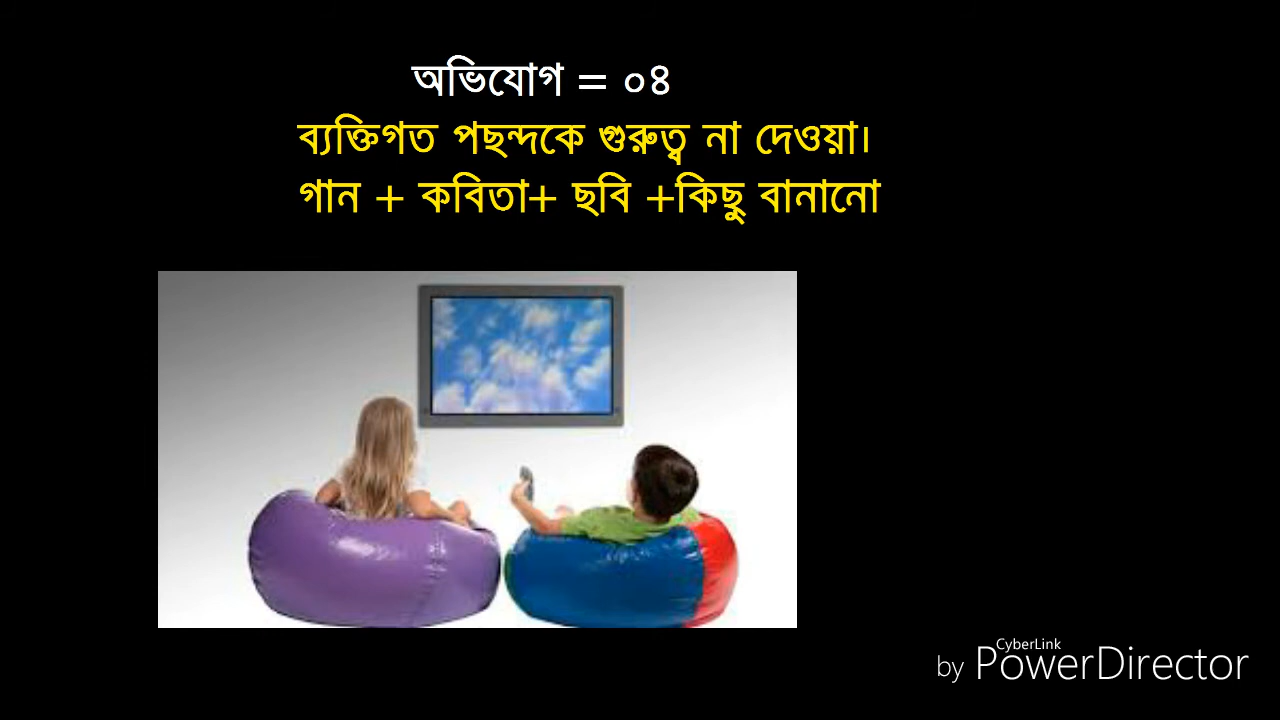 অভিযোগ = ০৪
ব্যক্তিগত পছন্দকে গুরুত্ব না দেওয়া।
গান + কবিতা+ ছবি +কিছু বানানো
CyberLink
by PowerDirector